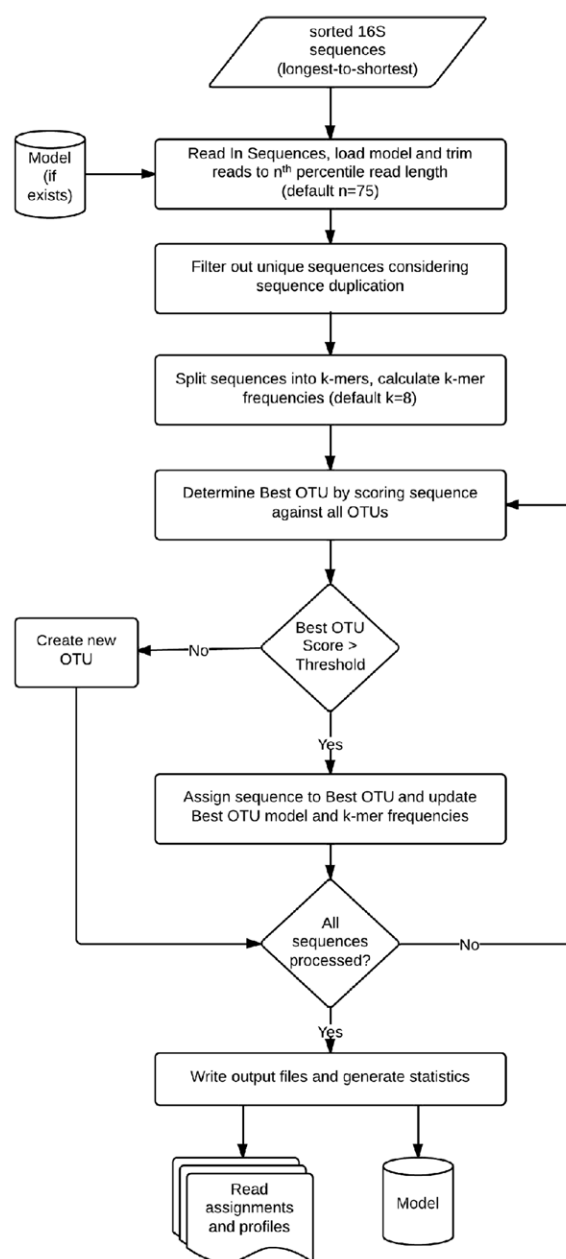 sorted 16S
sequences
(longest-to-shortest)
Model
(if
exists)
Read In Sequences, load model and trim
reads to nth percentile read length
(default n=75)
Filter out unique sequences considering
sequence duplication
Split sequences into k-mers, calculate k-mer
frequencies (default k=8)
Determine Best OTU by scoring sequence
against all OTUs
Best OTU
Score >
Threshold
No
Create new
OTU
Yes
Assign sequence to Best OTU and update
Best OTU model and k-mer frequencies
All
sequences
processed?
No
Yes
Write output files and generate statistics
Read
assignments
and profiles
Model